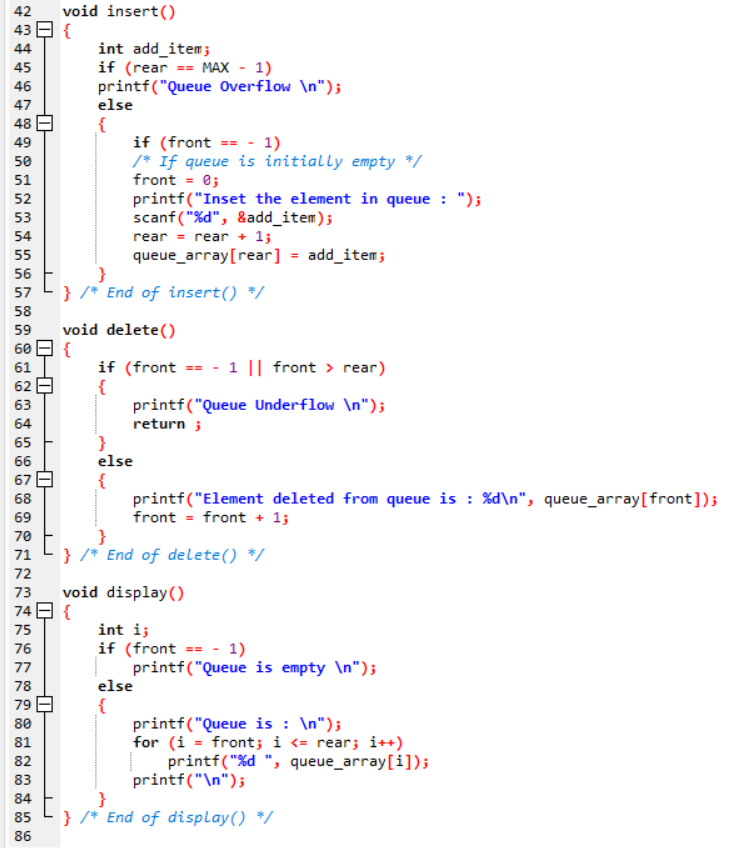 42 void insert()
43 {
44 int add_item;
45 if (rear == MAX - 1)
46 printf("Queue Overflow \n");
47 else
48 {
49 if (front == - 1)
50 /* If queue is initially empty */
51 front = 0;
52 printf("Inset the element in queue : ");
53 scanf("%d", &add_item);
54 rear = rear + 1;
55 queue_array[rear] = add_item;
56 }
57 } /* End of insert() */
58
59 void delete()
60 {
61 if (front == - 1 || front > rear)
62 {
63 printf("Queue Underflow \n");
64 return ;
65 }
66 else
67 {
68 printf("Element deleted from queue is : %d\n", queue_array[front]);
69 front = front + 1;
70 }
71 } /* End of delete() */
72
73 void display()
74 {
75 int i;
76 if (front == - 1)
77 printf("Queue is empty \n");
78 else
79 {
80 printf("Queue is : \n");
81 for (i = front; i <= rear; i++)
82 printf("%d ", queue_array[i]);
83 printf("\n");
84 }
85 } /* End of display() */
86